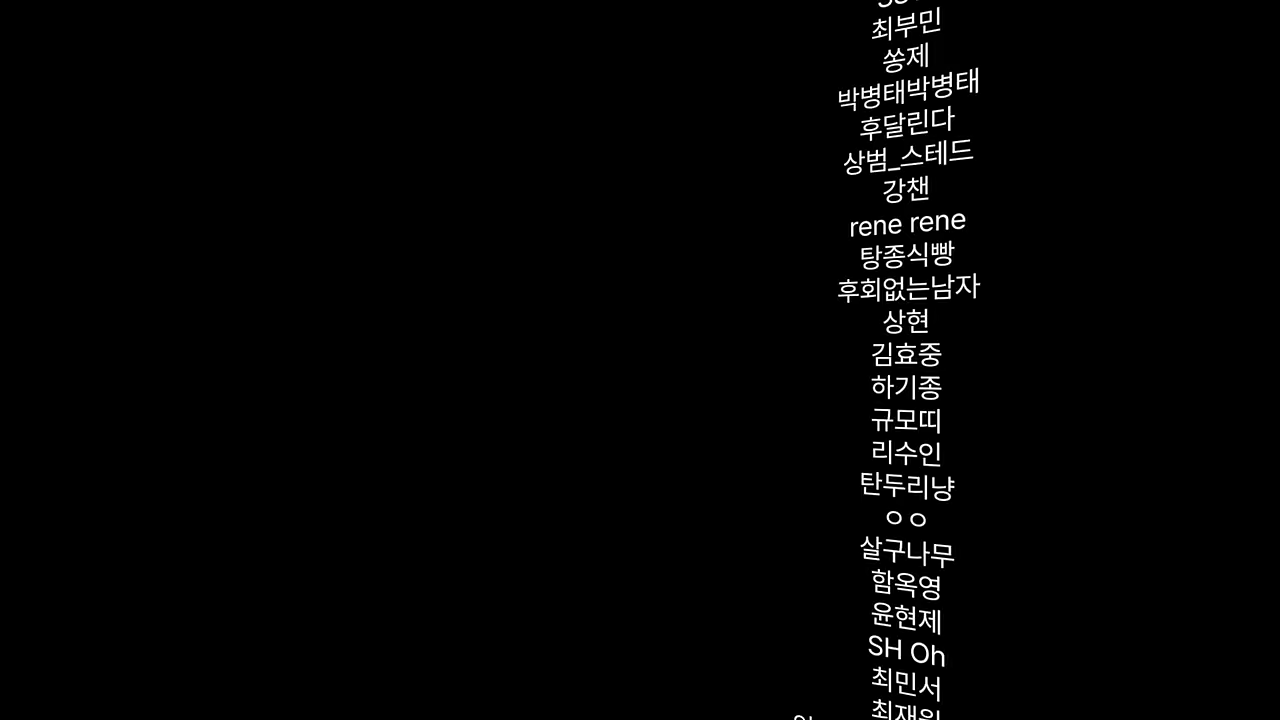 최부민
쏭제
박병태박병태
후달린다
상범_스테드
강챈
rene rene
탕종식빵
후회없는남자
상현
김효중
하기종
규모띠
리수인
탄두리냥
ㅇㅇ
살구나무
함옥영
윤현제
SH Oh
최민서